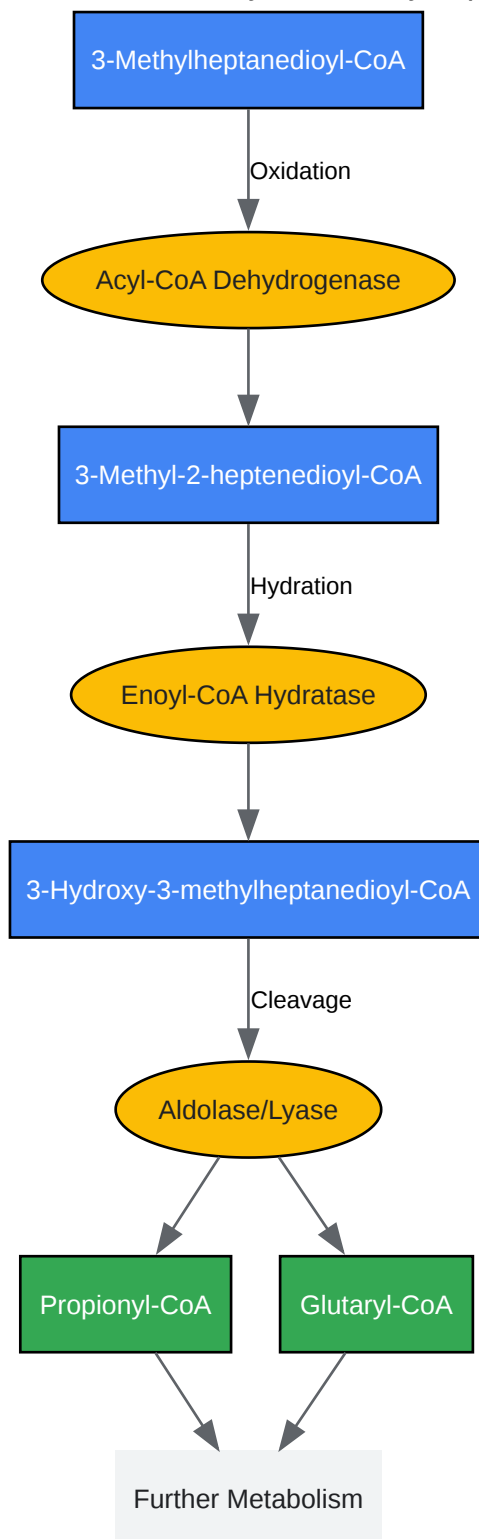 3-Methylheptanedioyl-CoA
Oxidation
Acyl-CoA Dehydrogenase
3-Methyl-2-heptenedioyl-CoA
Hydration
Enoyl-CoA Hydratase
3-Hydroxy-3-methylheptanedioyl-CoA
Cleavage
Aldolase/Lyase
Propionyl-CoA
Glutaryl-CoA
Further Metabolism